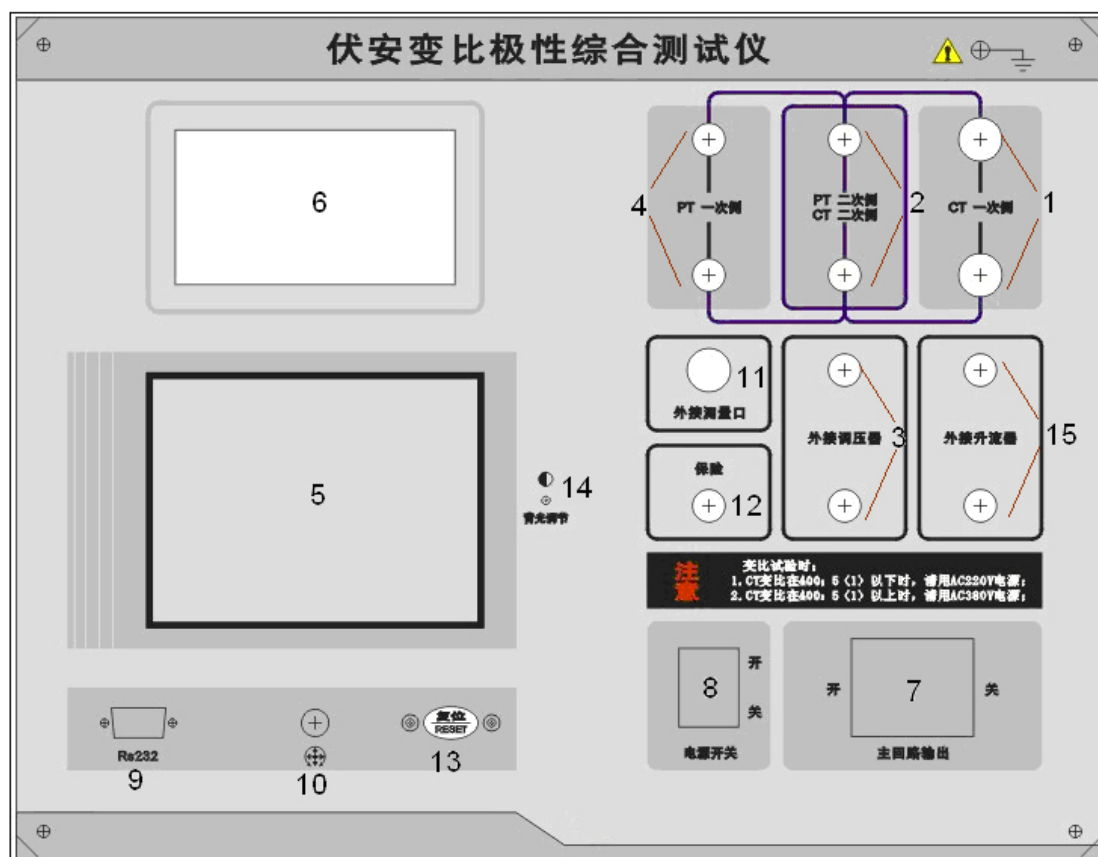 伏安变比极性综合测试仪
6
4
PT 一次侧
PT 二次侧
CT 二次侧
2
CT 一次侧
1
11
外接测量口
外接调压器
3
外接升流器
15
保险
12
5
14
背光调节
注意
变比试验时：
1.CT变比在400：5（1）以下时，请用AC220V电源；
2.CT变比在400：5（1）以上时，请用AC380V电源；
8
开
关
电源开关
开
7
关
主回路输出
Rs232
9
10
复位
RESET
13